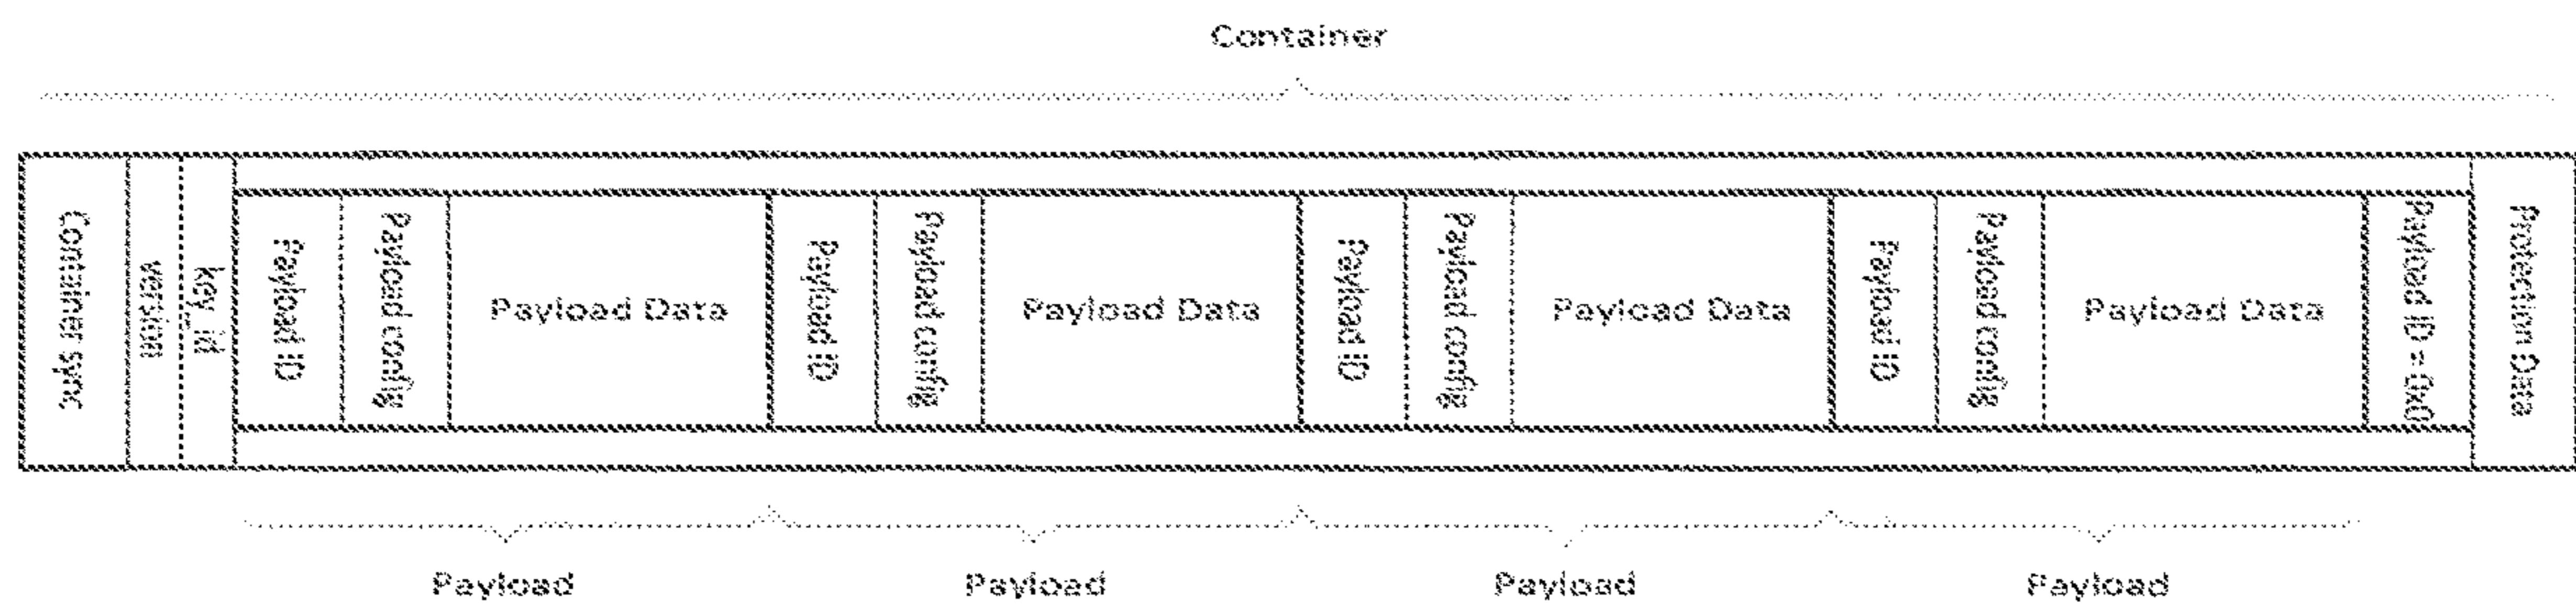 Container
Container sync
version
key_id
Payload ID
Payload config
Payload Data
Payload ID
Payload config
Payload Data
Payload ID
Payload config
Payload Data
Payload ID
Payload config
Payload Data
Payload ID = 0x0
Protection Data
Payload
Payload
Payload
Payload